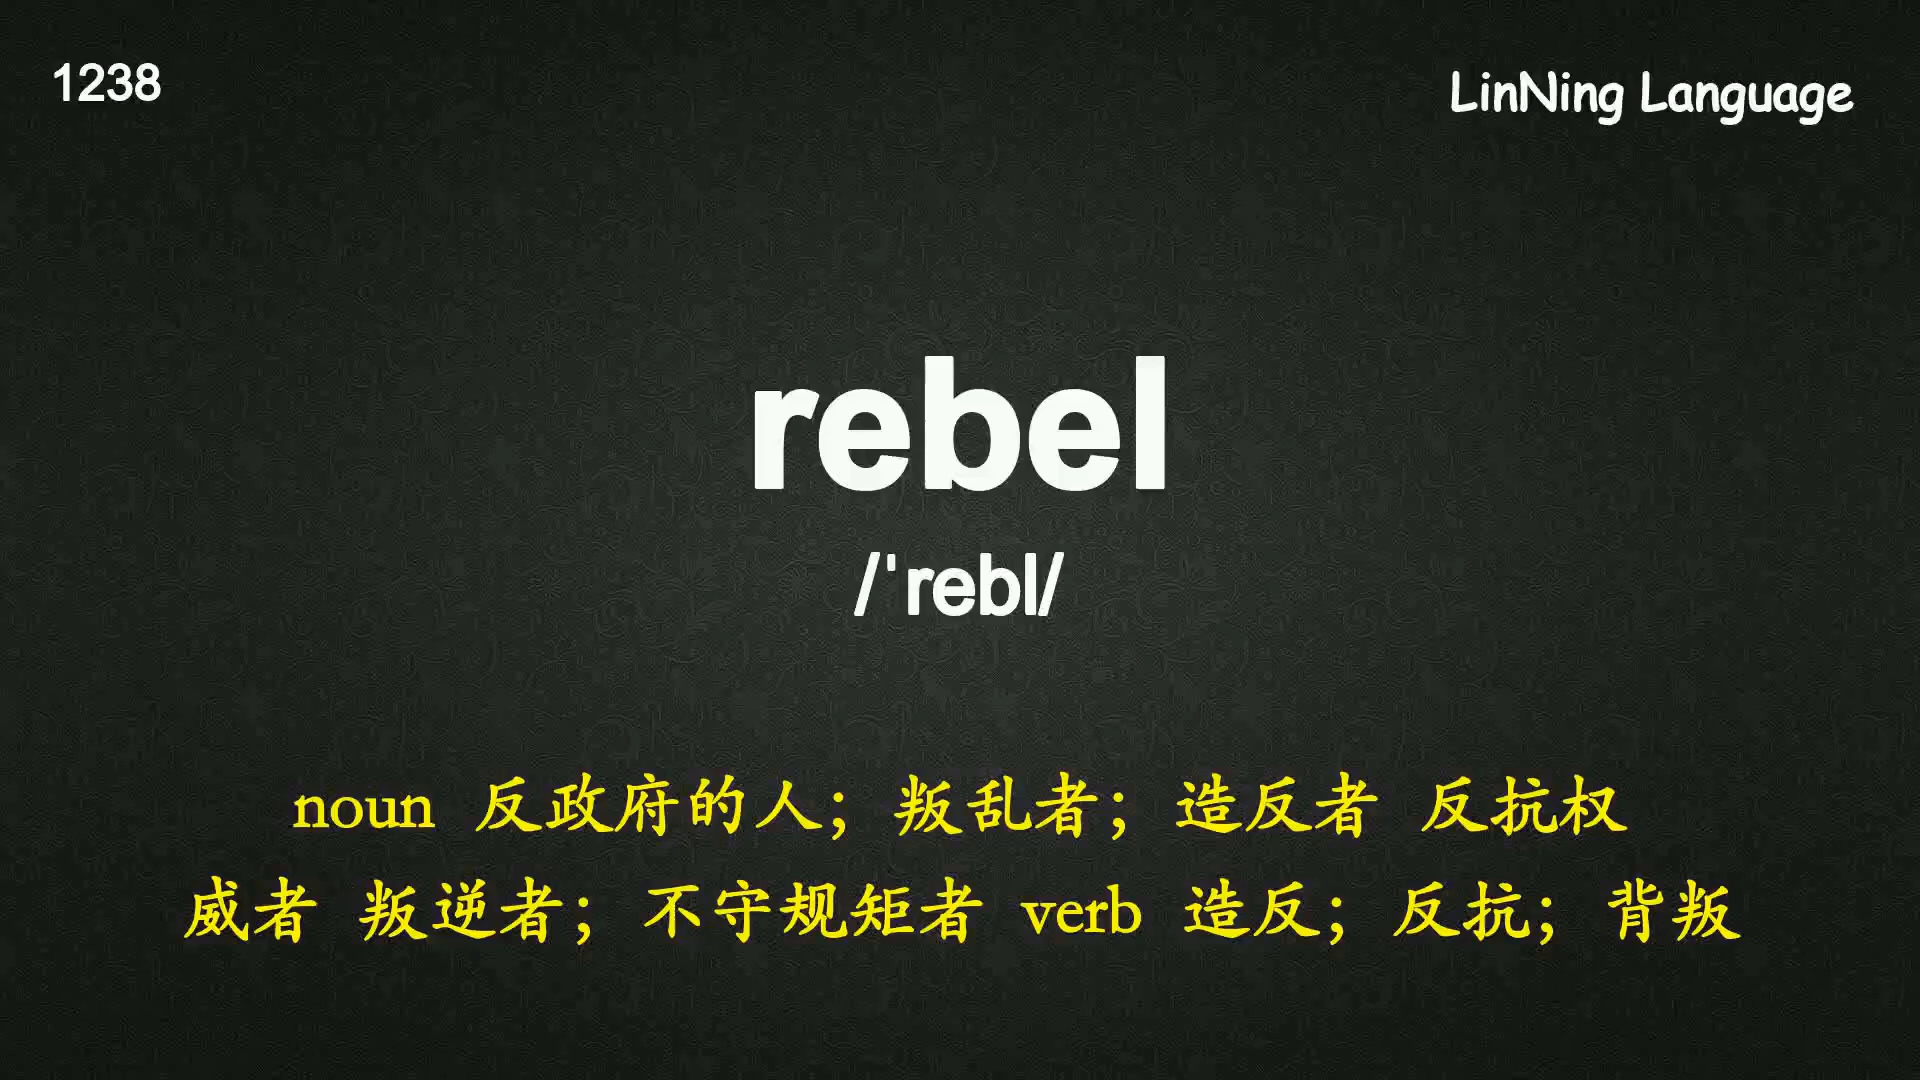 1238
LinNing Language
rebel
/ˈrebl/
noun 反政府的人；叛乱者；造反者 反抗权
威者 叛逆者；不守规矩者 verb 造反；反抗；背叛